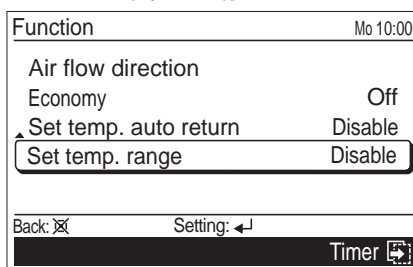 Function Mo 10:00
Air flow direction
Economy Off
Set temp. auto return Disable
Set temp. range Disable
Back: Setting:
Timer